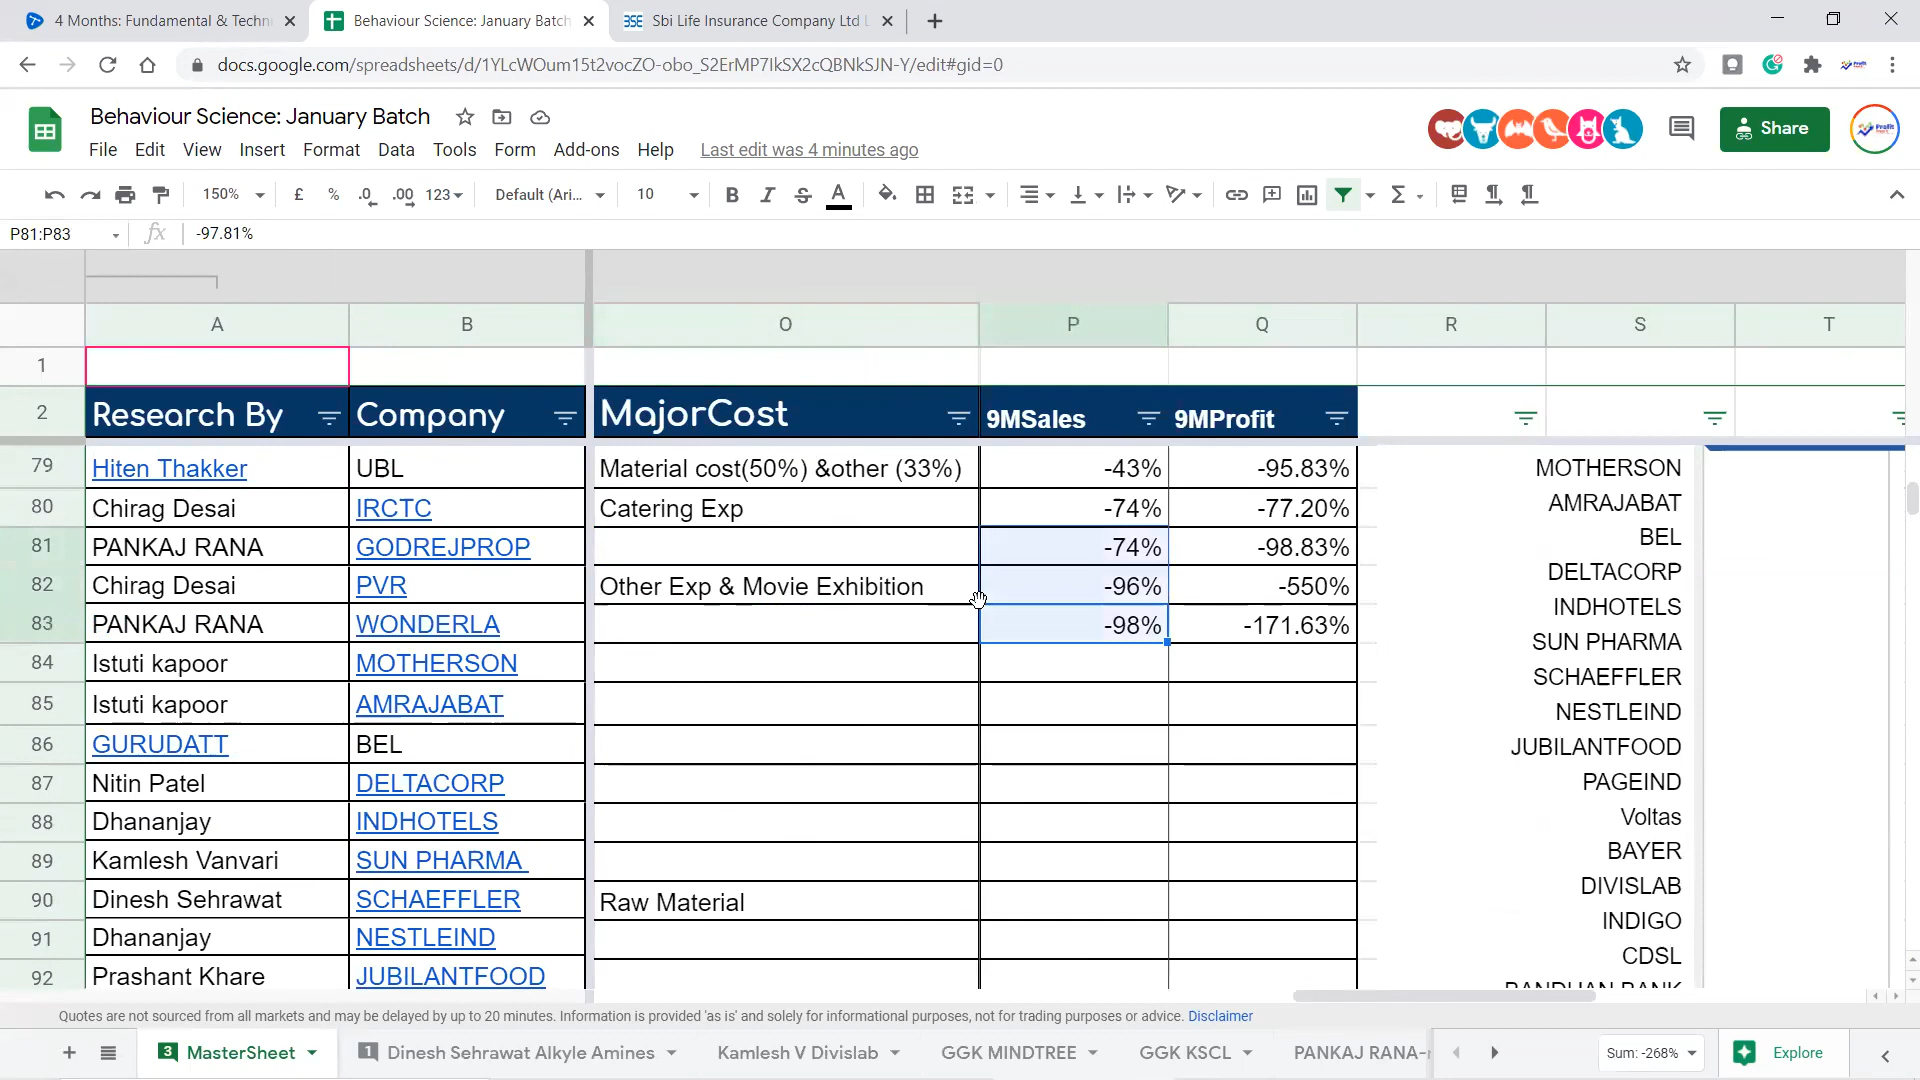 4 Months: Fundamental & Techn
Behaviour Science: January Batch
BSE
Sbi Life Insurance Company Ltd L
docs.google.com/spreadsheets/d/1YLcWOum15t2vocZO-obo_S2ErMP7IkSX2cQBNkSJN-Y/edit#gid=0
Behaviour Science: January Batch
File Edit View Insert Format Data Tools Form Add-ons Help Last edit was 4 minutes ago
Share
150% £ % .0 .00 123 Default (Ari... 10 B I S A
P81:P83 fx -97.81%
A B O P Q R S T
1
2 Research By Company MajorCost 9MSales 9MProfit
79 Hiten Thakker UBL Material cost(50%) &other (33%) -43% -95.83% MOTHERSON
80 Chirag Desai IRCTC Catering Exp -74% -77.20% AMRAJABAT
81 PANKAJ RANA GODREJPROP -74% -98.83% BEL
82 Chirag Desai PVR Other Exp & Movie Exhibition -96% -550% DELTACORP
INDHOTELS
83 PANKAJ RANA WONDERLA -98% -171.63% SUN PHARMA
84 Istuti kapoor MOTHERSON SCHAEFFLER
85 Istuti kapoor AMRAJABAT NESTLEIND
86 GURUDATT BEL JUBILANTFOOD
87 Nitin Patel DELTACORP PAGEIND
88 Dhananjay INDHOTELS Voltas
89 Kamlesh Vanvari SUN PHARMA BAYER
90 Dinesh Sehrawat SCHAEFFLER Raw Material DIVISLAB
INDIGO
91 Dhananjay NESTLEIND CDSL
92 Prashant Khare JUBILANTFOOD BANDHAN BANK
Quotes are not sourced from all markets and may be delayed by up to 20 minutes. Information is provided 'as is' and solely for informational purposes, not for trading purposes or advice. Disclaimer
3 MasterSheet 1 Dinesh Sehrawat Alkyle Amines Kamlesh V Divislab GGK MINDTREE GGK KSCL PANKAJ RANA- Sum: -268% Explore